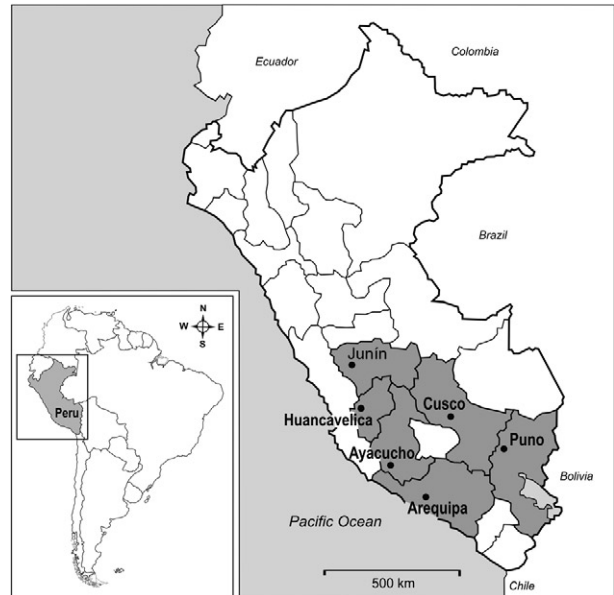 Colombia
Ecuador
Brazil
N
W E
S
Peru
Junín
Huancavelica
Cusco
Ayacucho
Puno
Arequipa
Bolivia
Pacific Ocean
500 km
Chile